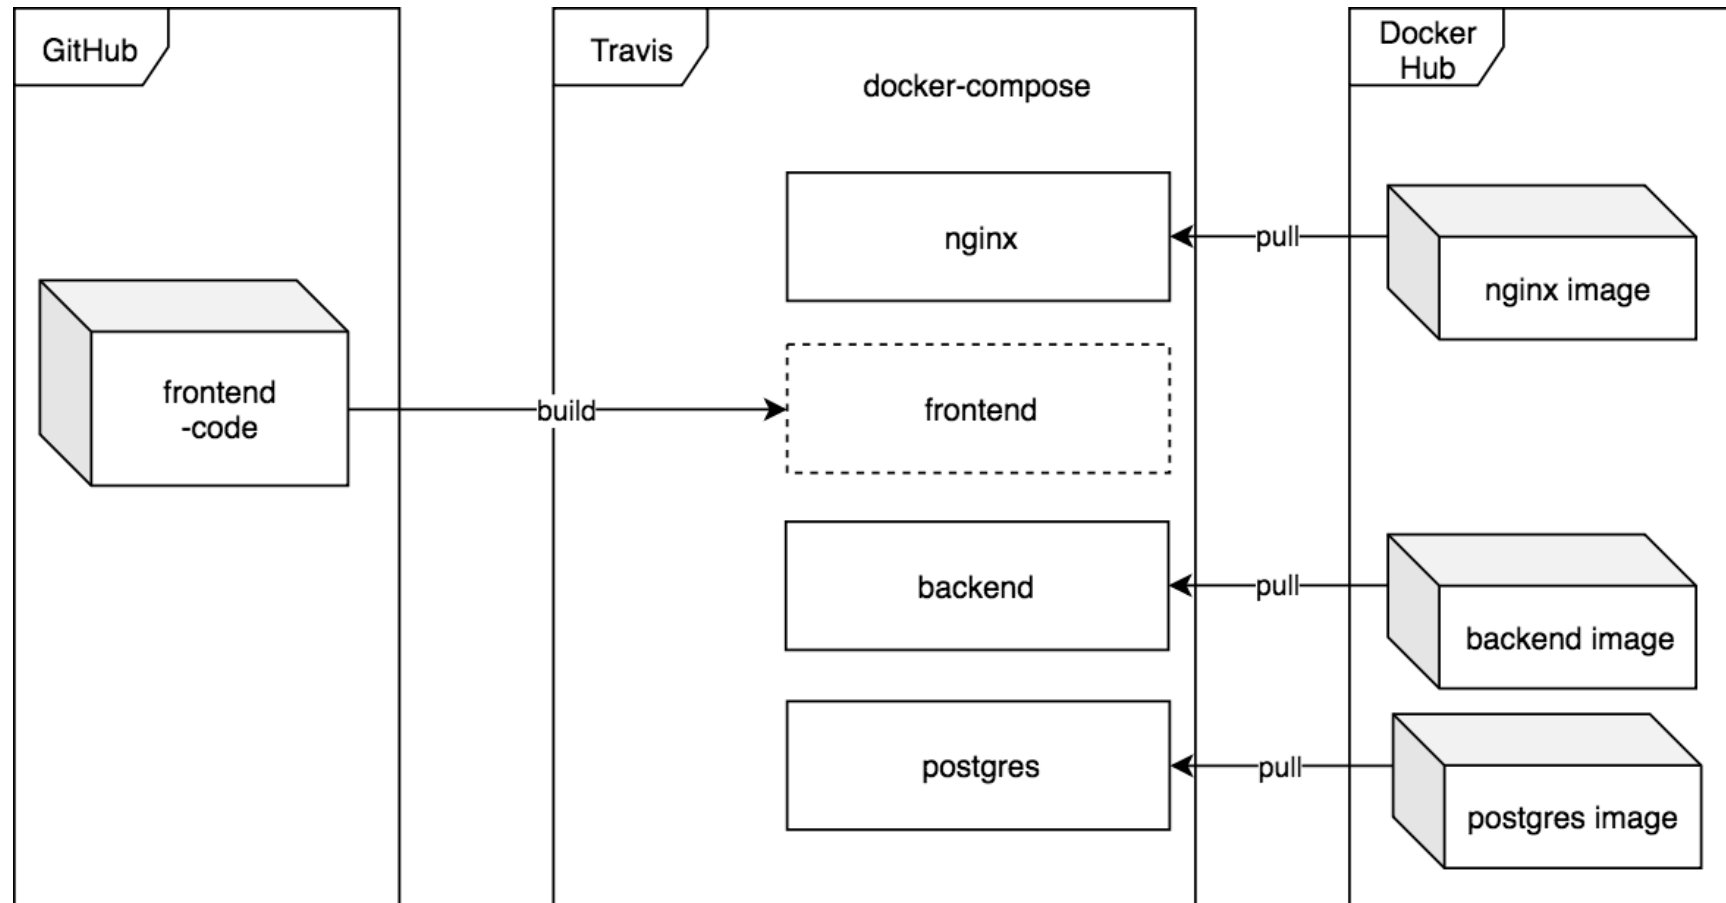 GitHub
Travis
Docker
Hub
docker-compose
nginx
pull
nginx image
frontend
-code
build
frontend
backend
pull
backend image
postgres
pull
postgres image